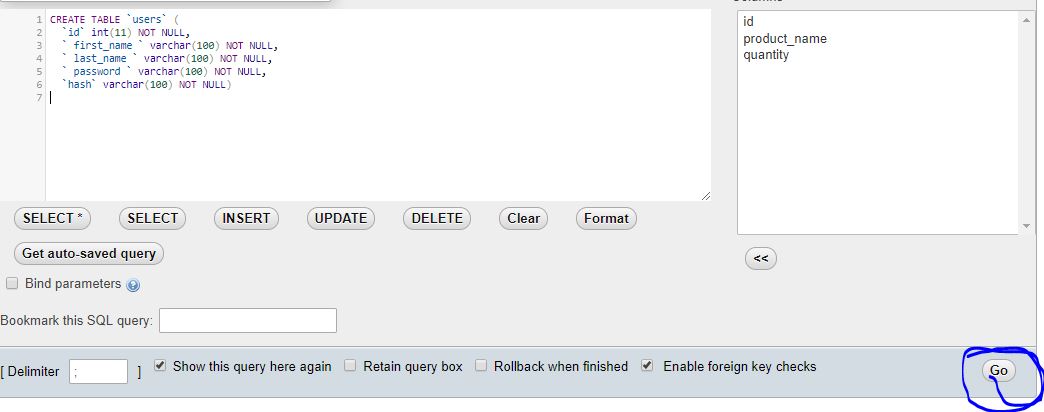 Columns
1 CREATE TABLE `users` (
2 `id` int(11) NOT NULL,
3 ` first_name ` varchar(100) NOT NULL,
4 ` last_name ` varchar(100) NOT NULL,
5 ` password ` varchar(100) NOT NULL,
6 `hash` varchar(100) NOT NULL)
7
id
product_name
quantity
SELECT * SELECT INSERT UPDATE DELETE Clear Format
Get auto-saved query
<<
Bind parameters
Bookmark this SQL query:
[ Delimiter ; ] Show this query here again Retain query box Rollback when finished Enable foreign key checks Go